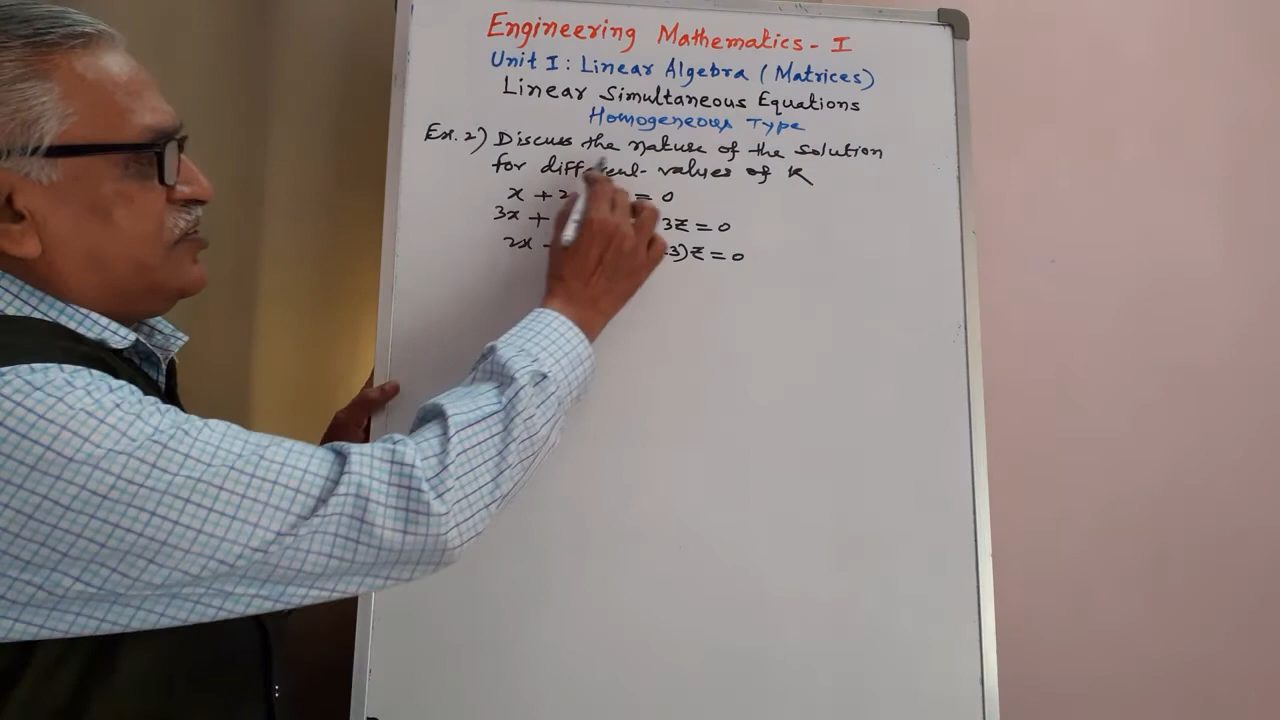 Engineering Mathematics - I
Unit I : Linear Algebra (Matrices)
Linear Simultaneous Equations
Homogeneous Type
Ex. 2) Discuss the nature of the solution
for different values of k
x + 2 = 0
3x + 3z = 0
2x 3)z = 0